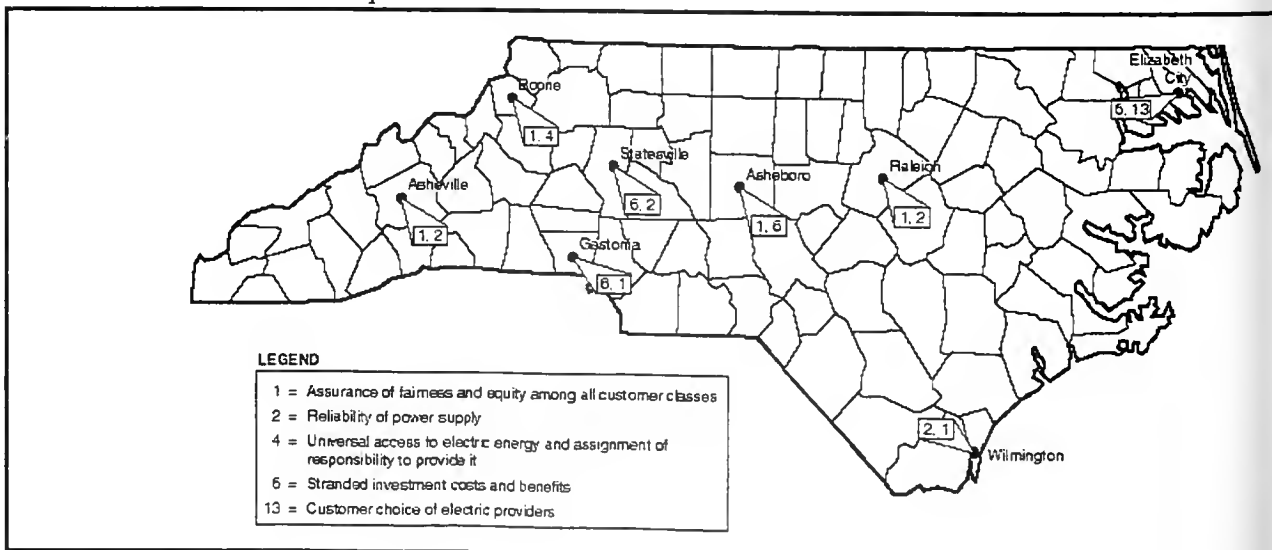 Elizabeth
City
6, 13
Boone
1, 4
Statesville
6, 2
Asheboro
1, 6
Raleigh
1, 2
Asheville
1, 2
Gastonia
6, 1
2, 1
Wilmington
LEGEND
1 = Assurance of fairness and equity among all customer classes
2 = Reliability of power supply
4 = Universal access to electric energy and assignment of
responsibility to provide it
6 = Stranded investment costs and benefits
13 = Customer choice of electric providers